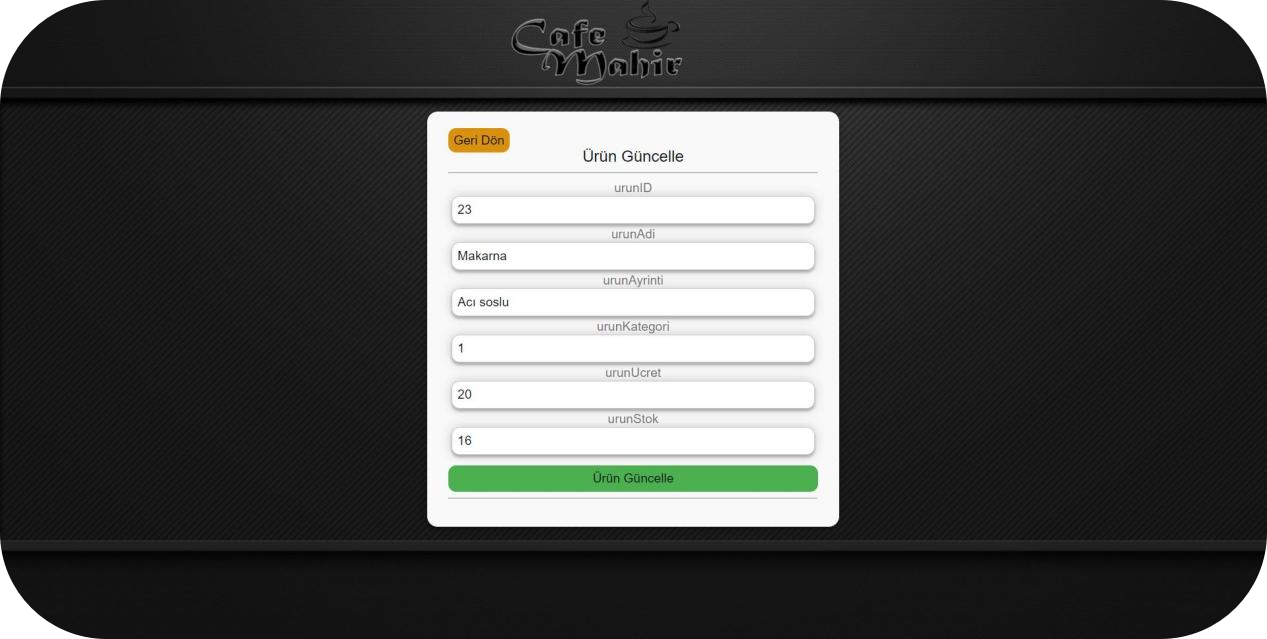 Cafe
Mahir
Geri Dön
Ürün Güncelle
urunID
23
urunAdi
Makarna
urunAyrinti
Acı soslu
urunKategori
1
urunUcret
20
urunStok
16
Ürün Güncelle